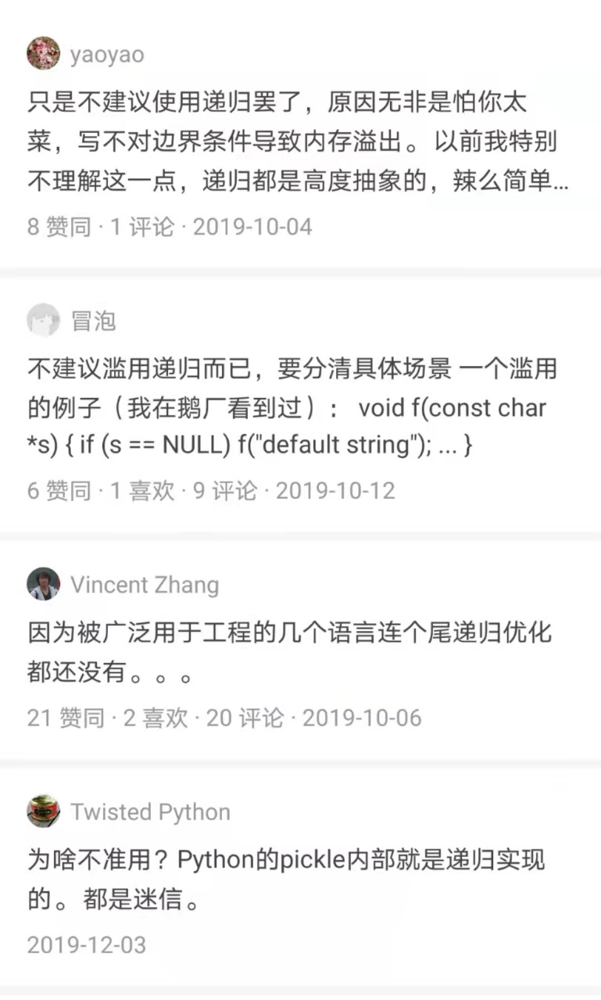 yaoyao
只是不建议使用递归罢了，原因无非是怕你太
菜，写不对边界条件导致内存溢出。 以前我特别
不理解这一点，递归都是高度抽象的，辣么简单...
8 赞同 · 1 评论 · 2019-10-04
冒泡
不建议滥用递归而已，要分清具体场景 一个滥用
的例子（我在鹅厂看到过）： void f(const char
*s) { if (s == NULL) f("default string"); ... }
6 赞同 · 1 喜欢 · 9 评论 · 2019-10-12
Vincent Zhang
因为被广泛用于工程的几个语言连个尾递归优化
都还没有。。。
21 赞同 · 2 喜欢 · 20 评论 · 2019-10-06
Twisted Python
为啥不准用？Python的pickle内部就是递归实现
的。 都是迷信。
2019-12-03